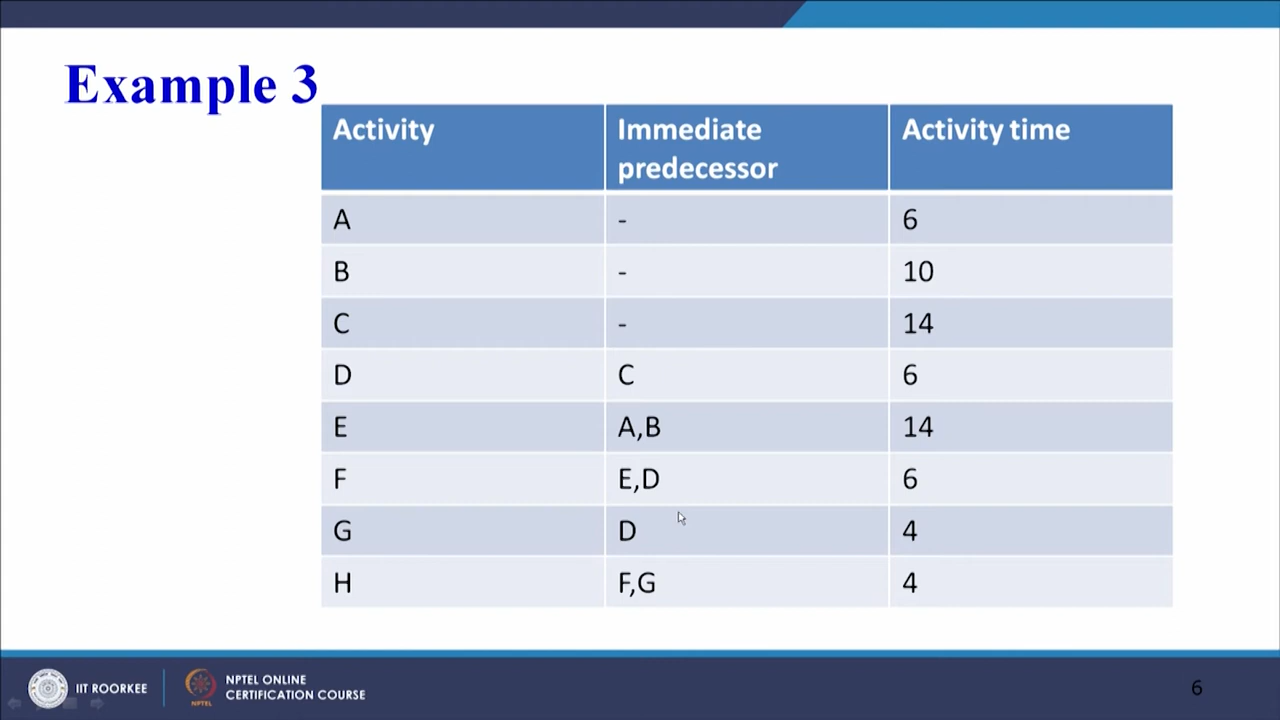 Example 3
Activity Immediate predecessor Activity time
A - 6
B - 10
C - 14
D C 6
E A,B 14
F E,D 6
G D 4
H F,G 4
IIT ROORKEE
NPTEL
NPTEL ONLINE
CERTIFICATION COURSE
6